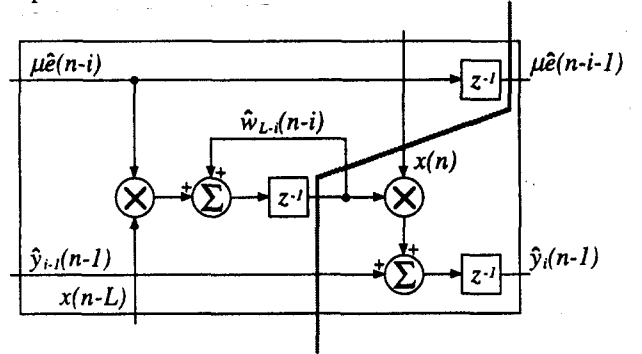 μê(n-i)
z⁻¹
μê(n-i-1)
ŵ_{L-i}(n-i)
x(n)
+
×
+
Σ
z⁻¹
×
ŷ_{i-1}(n-1)
+
+
Σ
z⁻¹
ŷ_i(n-1)
x(n-L)